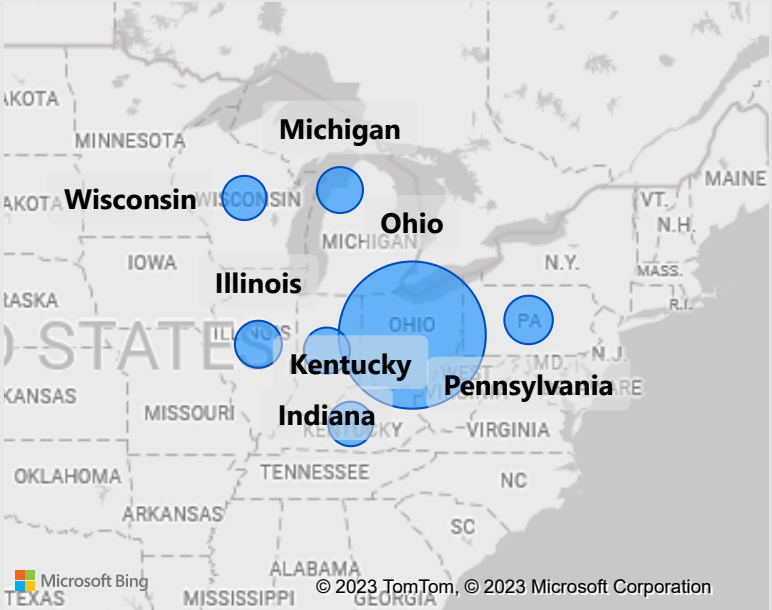 AKOTA
MINNESOTA
Michigan
MAINE
AKOTA
Wisconsin
WISCONSIN
VT.
N.H.
Ohio
MICHIGAN
IOWA
N.Y.
MASS.
Illinois
RASKA
R.I.
D STATES
ILLINOIS
OHIO
PA
N.J.
Kentucky
WEST
VIRGINIA
MD.
Pennsylvania
ARE
KANSAS
MISSOURI
Indiana
KENTUCKY
VIRGINIA
OKLAHOMA
TENNESSEE
NC
ARKANSAS
SC
ALABAMA
Microsoft Bing
© 2023 TomTom, © 2023 Microsoft Corporation
TEXAS
MISSISSIPPI
GEORGIA